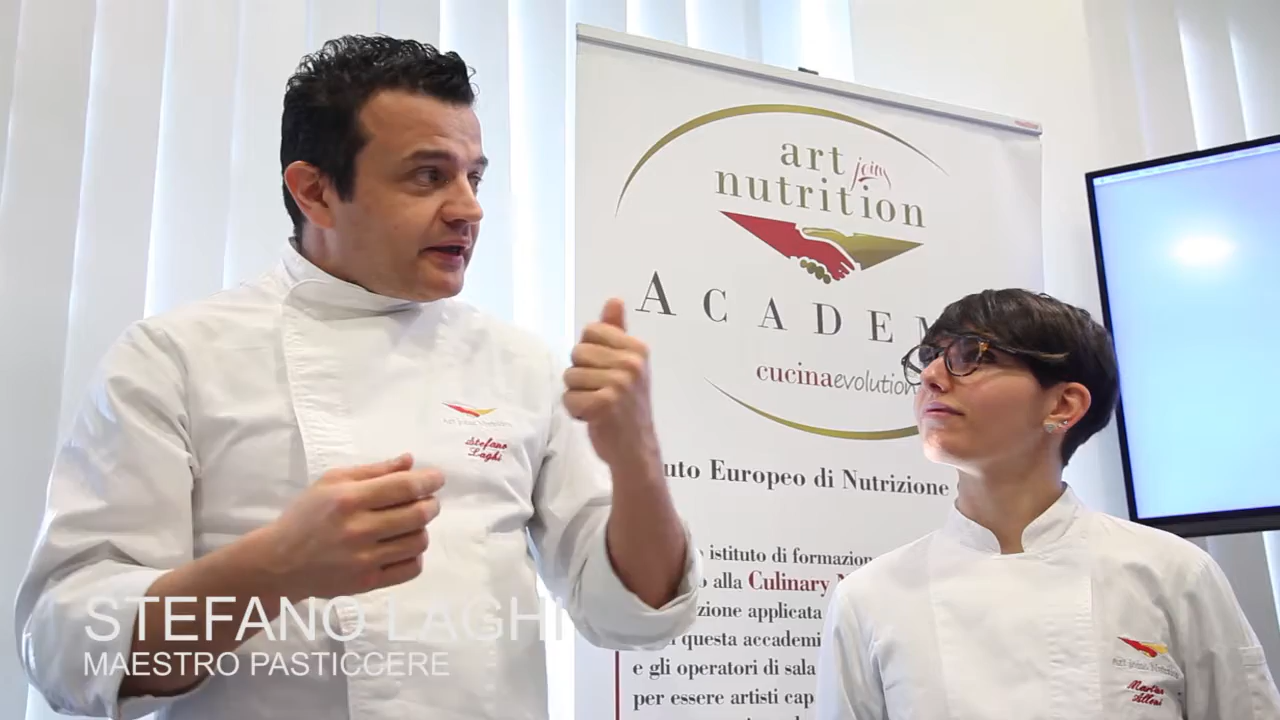 art join
nutrition
ACADEM
cucinaevolution
uto Europeo di Nutrizione
istituto di formazion
o alla Culinary N
zione applicata
questa accademi
e gli operatori di sala
per essere artisti cap
Stefano
Laghi
STEFANO LAGHI
MAESTRO PASTICCERE